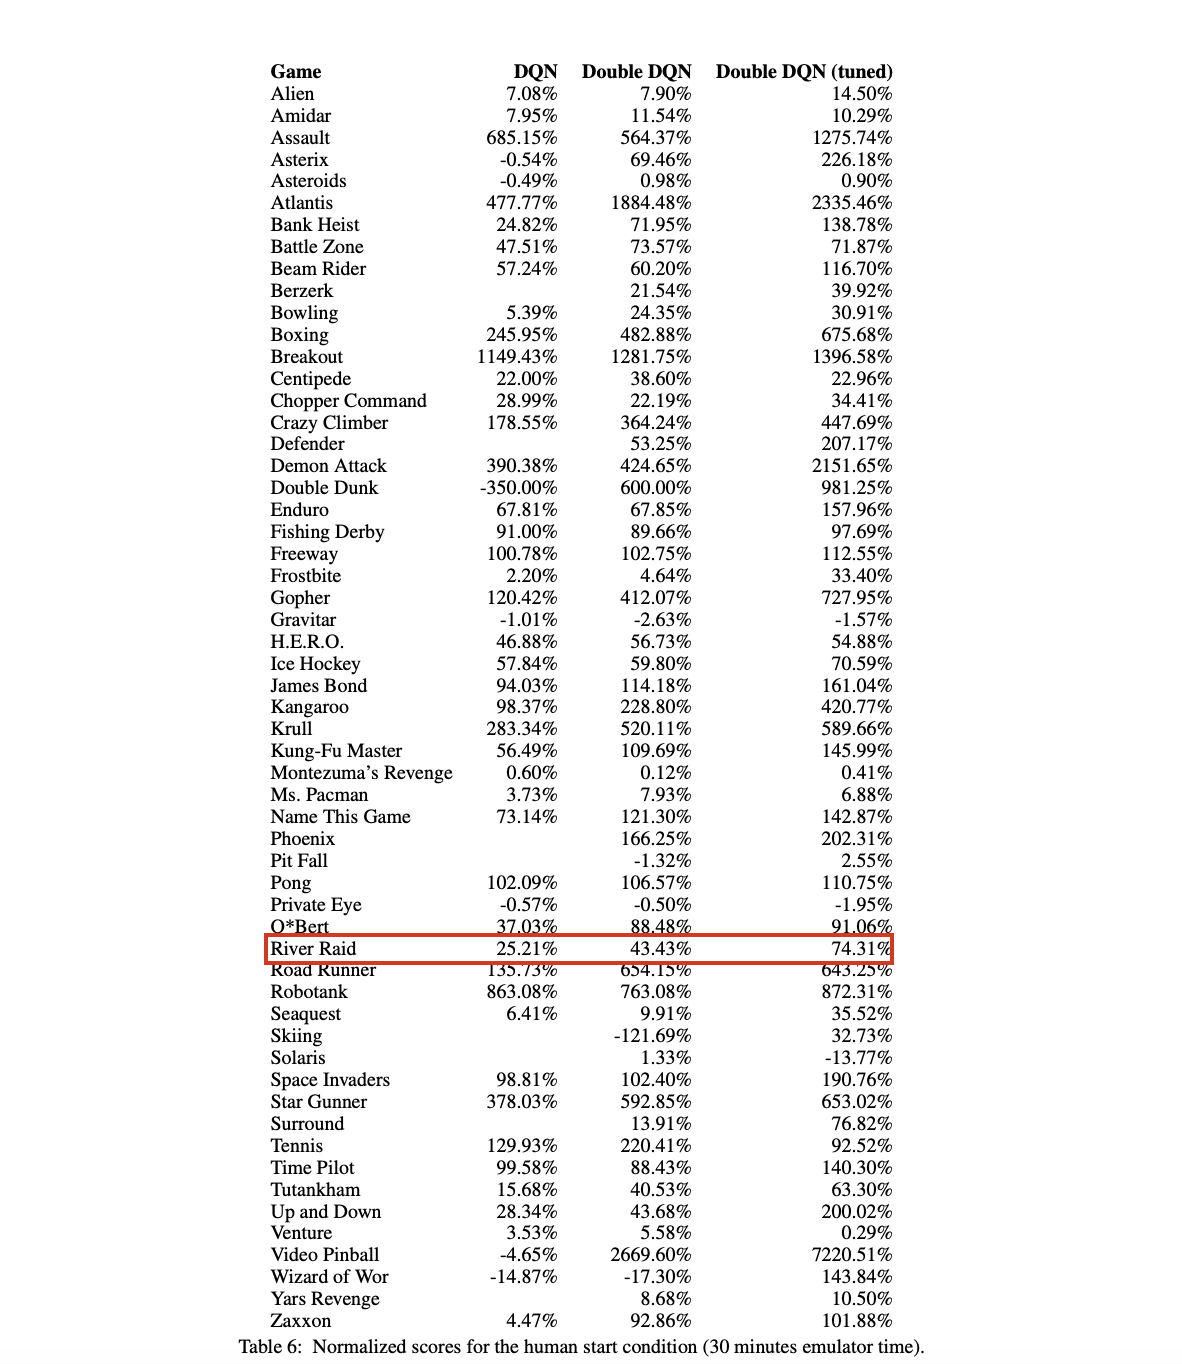 Game DQN Double DQN Double DQN (tuned)
Alien 7.08% 7.90% 14.50%
Amidar 7.95% 11.54% 10.29%
Assault 685.15% 564.37% 1275.74%
Asterix -0.54% 69.46% 226.18%
Asteroids -0.49% 0.98% 0.90%
Atlantis 477.77% 1884.48% 2335.46%
Bank Heist 24.82% 71.95% 138.78%
Battle Zone 47.51% 73.57% 71.87%
Beam Rider 57.24% 60.20% 116.70%
Berzerk 21.54% 39.92%
Bowling 5.39% 24.35% 30.91%
Boxing 245.95% 482.88% 675.68%
Breakout 1149.43% 1281.75% 1396.58%
Centipede 22.00% 38.60% 22.96%
Chopper Command 28.99% 22.19% 34.41%
Crazy Climber 178.55% 364.24% 447.69%
Defender 53.25% 207.17%
Demon Attack 390.38% 424.65% 2151.65%
Double Dunk -350.00% 600.00% 981.25%
Enduro 67.81% 67.85% 157.96%
Fishing Derby 91.00% 89.66% 97.69%
Freeway 100.78% 102.75% 112.55%
Frostbite 2.20% 4.64% 33.40%
Gopher 120.42% 412.07% 727.95%
Gravitar -1.01% -2.63% -1.57%
H.E.R.O. 46.88% 56.73% 54.88%
Ice Hockey 57.84% 59.80% 70.59%
James Bond 94.03% 114.18% 161.04%
Kangaroo 98.37% 228.80% 420.77%
Krull 283.34% 520.11% 589.66%
Kung-Fu Master 56.49% 109.69% 145.99%
Montezuma’s Revenge 0.60% 0.12% 0.41%
Ms. Pacman 3.73% 7.93% 6.88%
Name This Game 73.14% 121.30% 142.87%
Phoenix 166.25% 202.31%
Pit Fall -1.32% 2.55%
Pong 102.09% 106.57% 110.75%
Private Eye -0.57% -0.50% -1.95%
Q*Bert 37.03% 88.48% 91.06%
River Raid 25.21% 43.43% 74.31%
Road Runner 135.73% 654.15% 643.25%
Robotank 863.08% 763.08% 872.31%
Seaquest 6.41% 9.91% 35.52%
Skiing -121.69% 32.73%
Solaris 1.33% -13.77%
Space Invaders 98.81% 102.40% 190.76%
Star Gunner 378.03% 592.85% 653.02%
Surround 13.91% 76.82%
Tennis 129.93% 220.41% 92.52%
Time Pilot 99.58% 88.43% 140.30%
Tutankham 15.68% 40.53% 63.30%
Up and Down 28.34% 43.68% 200.02%
Venture 3.53% 5.58% 0.29%
Video Pinball -4.65% 2669.60% 7220.51%
Wizard of Wor -14.87% -17.30% 143.84%
Yars Revenge 8.68% 10.50%
Zaxxon 4.47% 92.86% 101.88%
Table 6: Normalized scores for the human start condition (30 minutes emulator time).